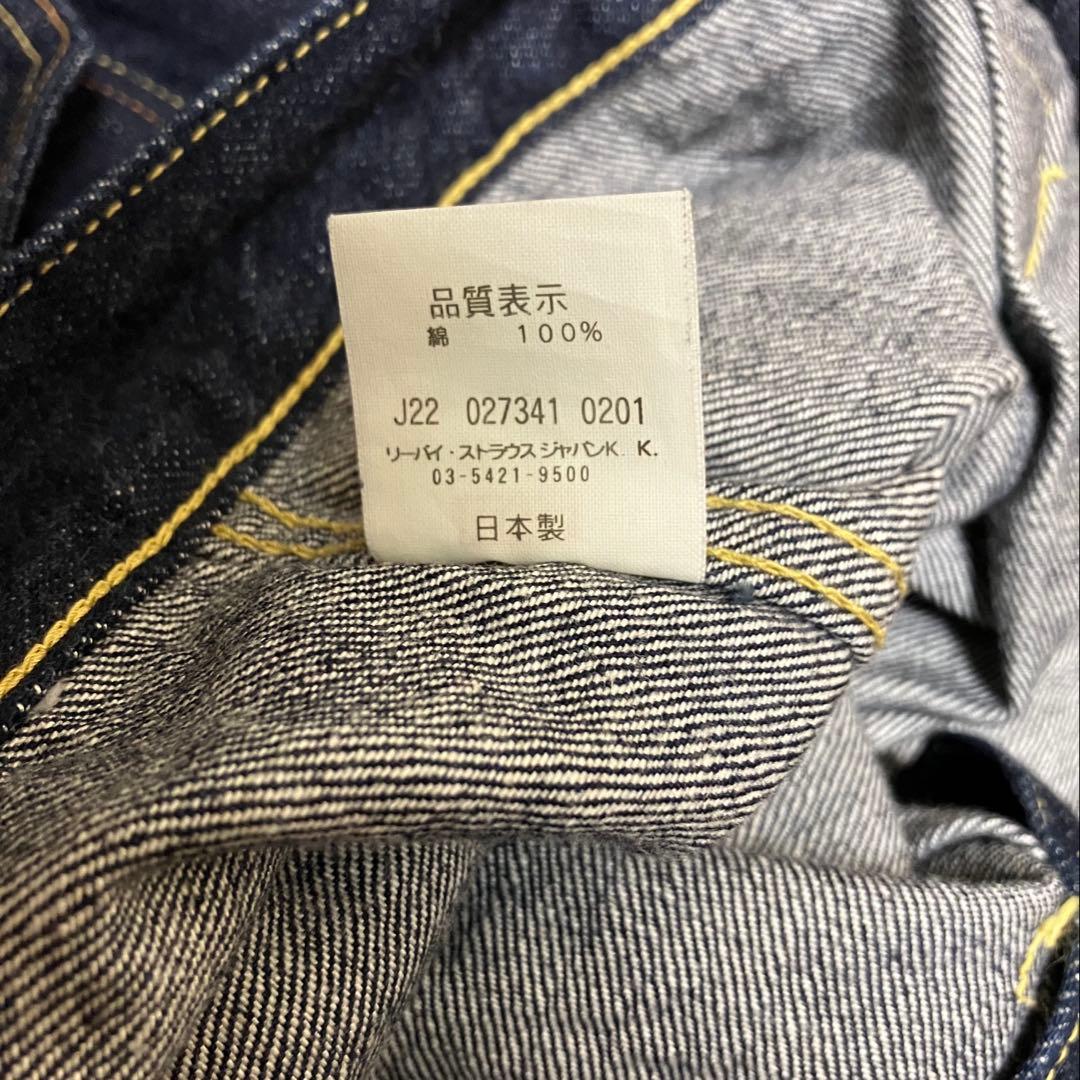 品質表示
綿 100%
J22 027341 0201
リーバイ・ストラウス ジャパンK. K.
03-5421-9500
日本製